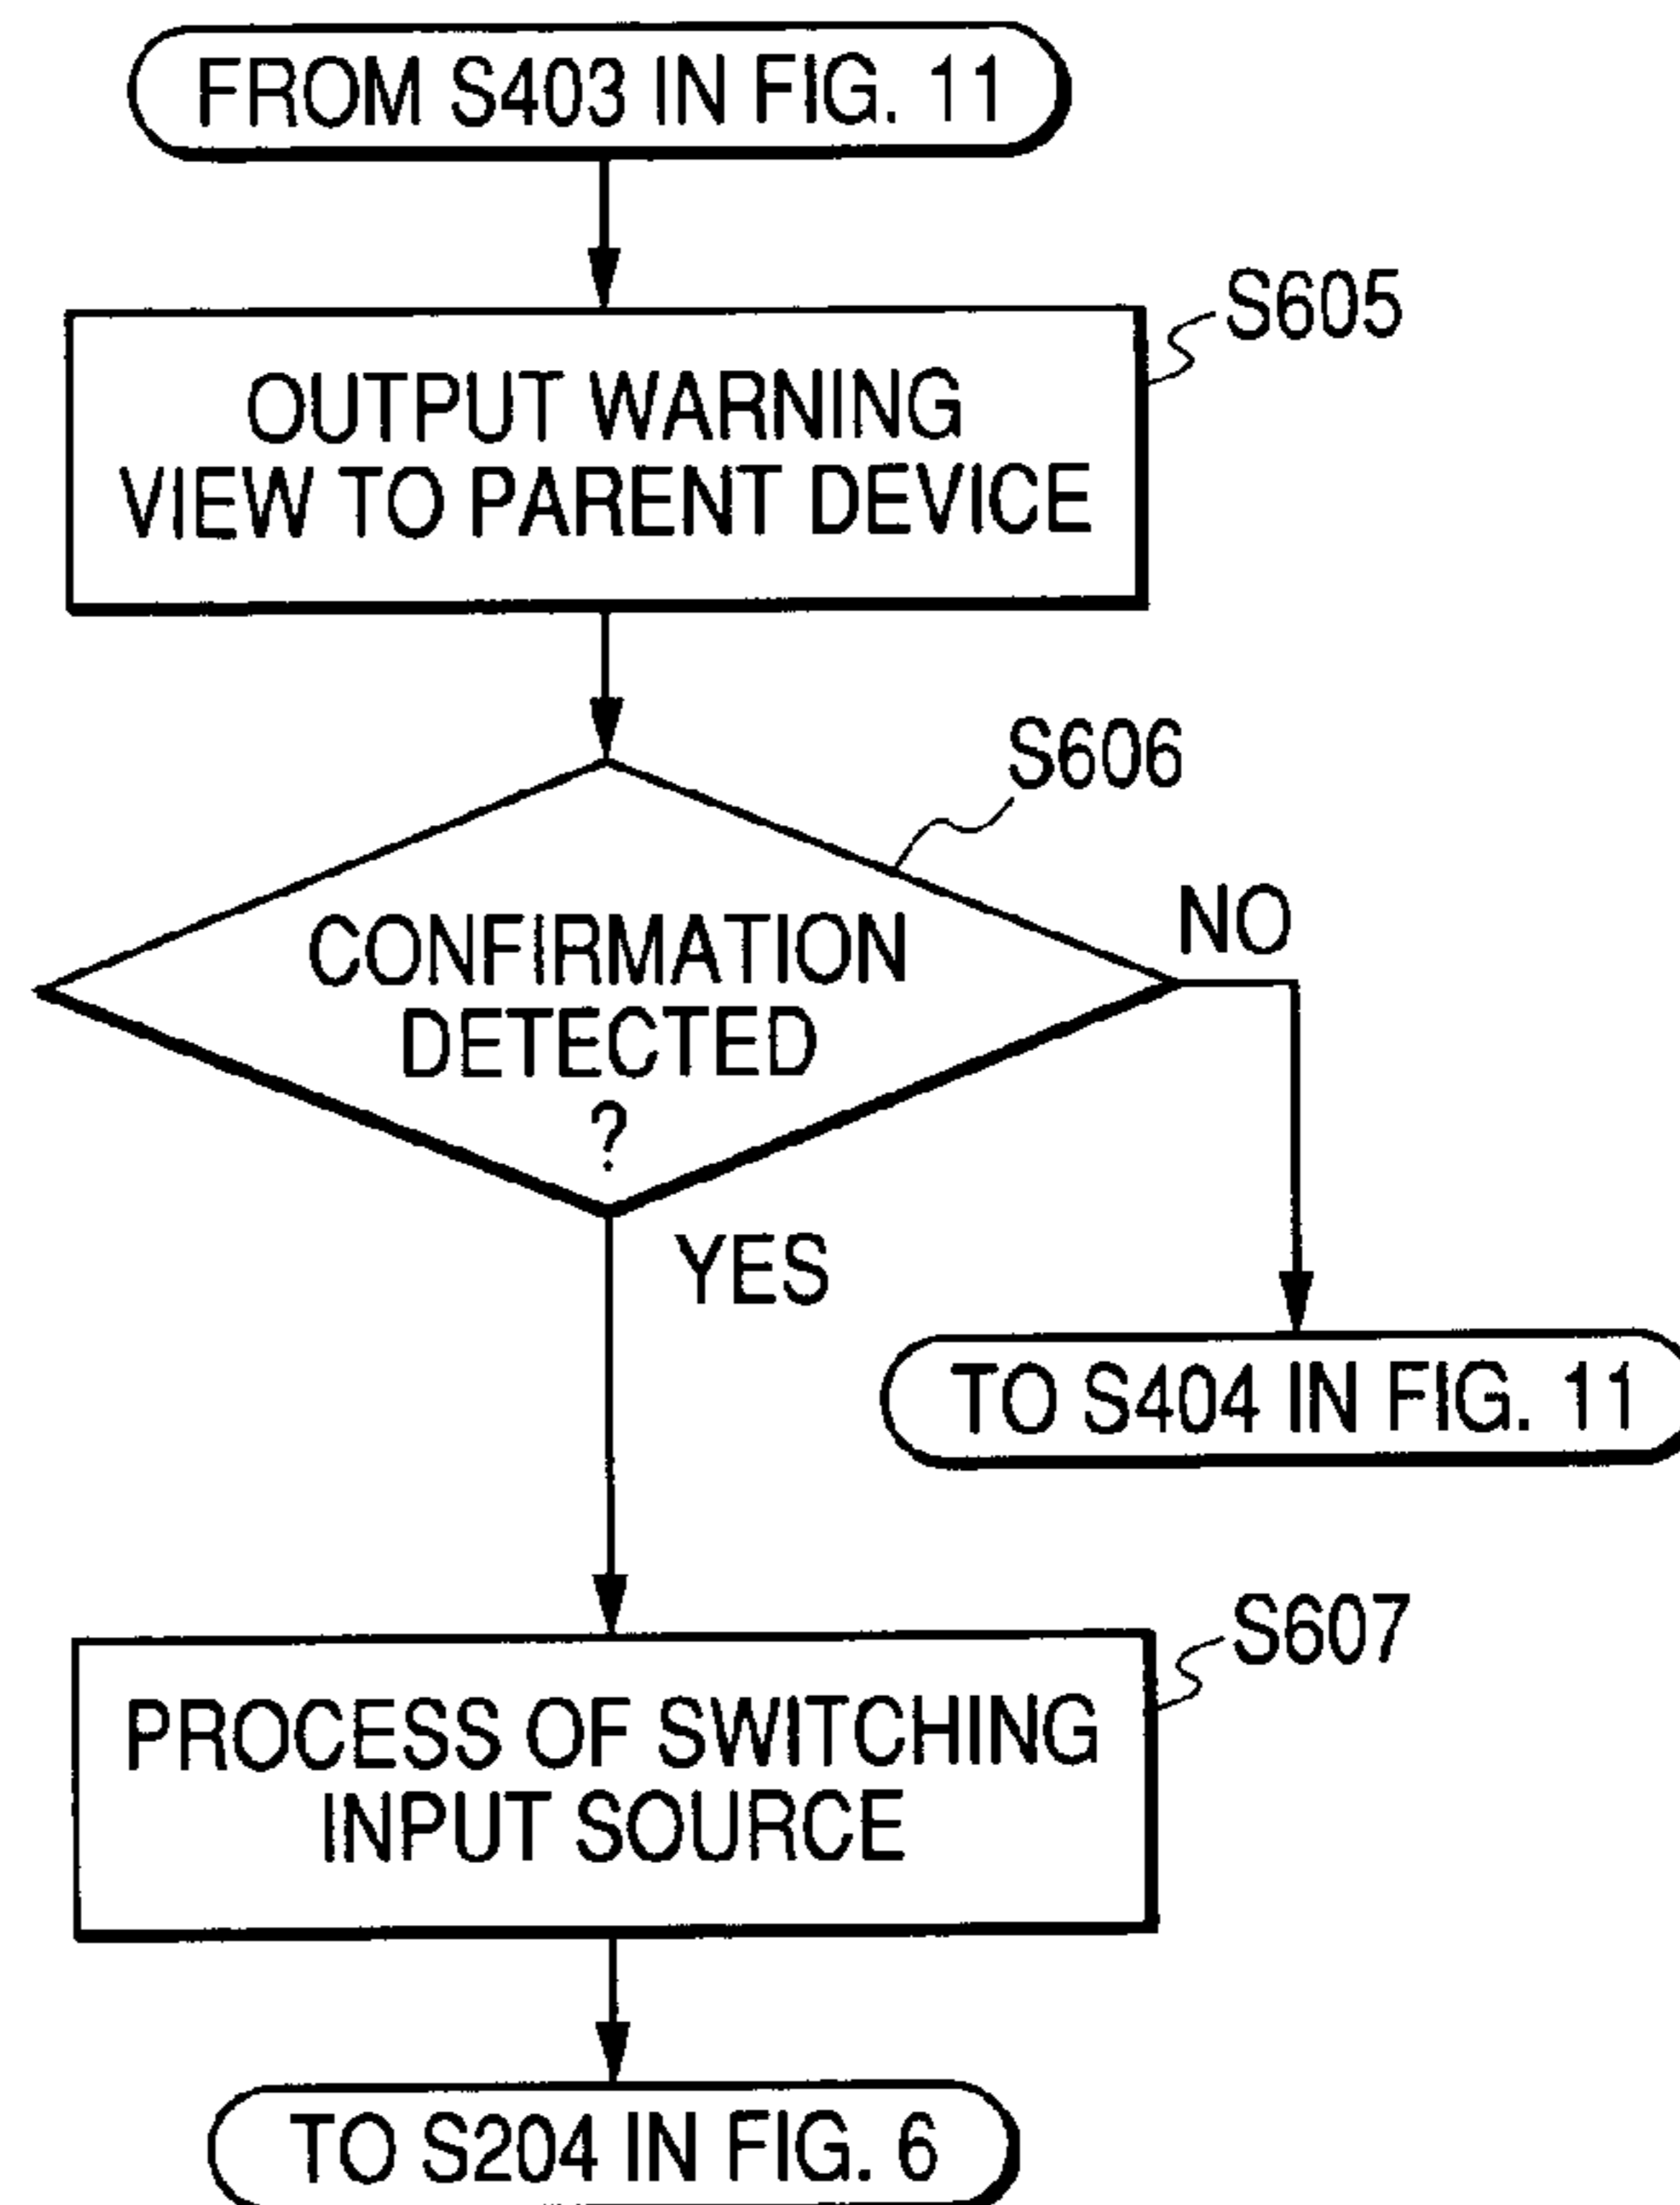 FROM S403 IN FIG. 11
S605
OUTPUT WARNING
VIEW TO PARENT DEVICE
S606
CONFIRMATION
DETECTED
?
NO
YES
TO S404 IN FIG. 11
S607
PROCESS OF SWITCHING
INPUT SOURCE
TO S204 IN FIG. 6